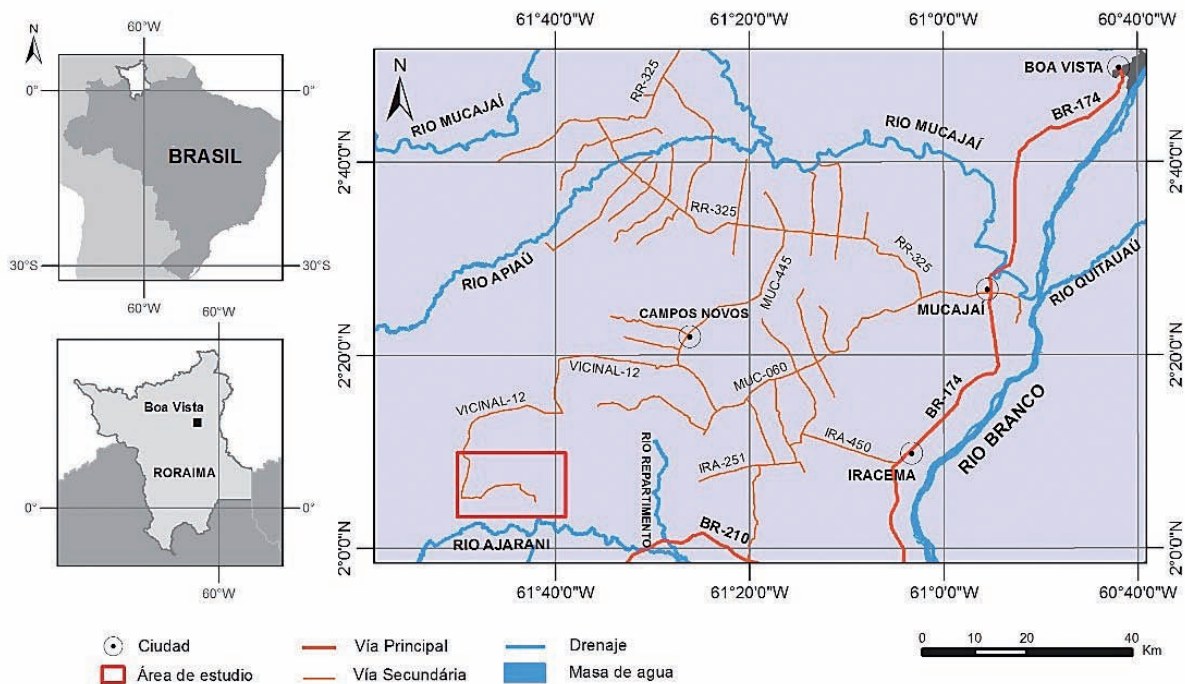 60°W
N
0°
0°
BRASIL
30°S
30°S
60°W
60°W
Boa Vista
RORAIMA
0°
0°
60°W
61°40'0"W
61°20'0"W
61°0'0"W
60°40'0"W
N
BOA VISTA
RR-325
BR-174
RIO MUCAJAÍ
RIO MUCAJAÍ
2°40'0"N
2°40'0"N
RR-325
RR-325
RIO APIAÚ
MUC-445
RIO QUITAUAÚ
CAMPOS NOVOS
MUCAJAÍ
2°20'0"N
2°20'0"N
VICINAL-12
MUC-060
VICINAL-12
BR-174
RIO BRANCO
IRA-450
IRA-251
IRACEMA
RIO REPARTIMENTO
BR-210
RIO AJARANI
2°0'0"N
2°0'0"N
61°40'0"W
61°20'0"W
61°0'0"W
60°40'0"W
Ciudad
Vía Principal
Drenaje
0 10 20 40
Km
Área de estudio
Vía Secundária
Masa de agua